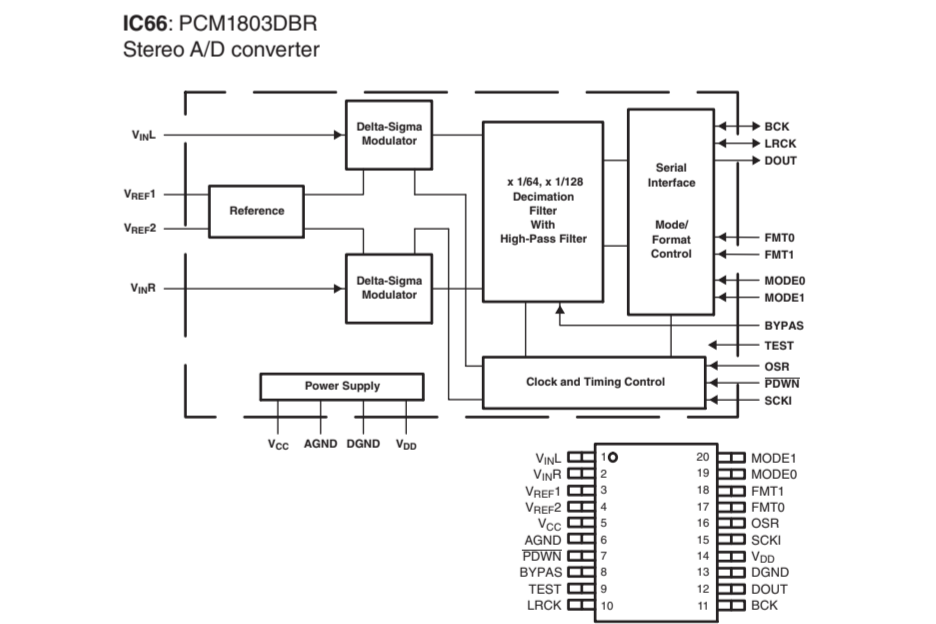 IC66: PCM1803DBR
Stereo A/D converter
VINL
Delta-Sigma
Modulator
BCK
LRCK
DOUT
x 1/64, x 1/128
Decimation
Filter
With
High-Pass Filter
Serial
Interface
Mode/
Format
Control
VREF1
Reference
VREF2
FMT0
FMT1
VINR
Delta-Sigma
Modulator
MODE0
MODE1
BYPAS
TEST
OSR
PDWN
SCKI
Power Supply
Clock and Timing Control
VCC AGND DGND VDD
VINL 1 20 MODE1
VINR 2 19 MODE0
VREF1 3 18 FMT1
VREF2 4 17 FMT0
VCC 5 16 OSR
AGND 6 15 SCKI
PDWN 7 14 VDD
BYPAS 8 13 DGND
TEST 9 12 DOUT
LRCK 10 11 BCK